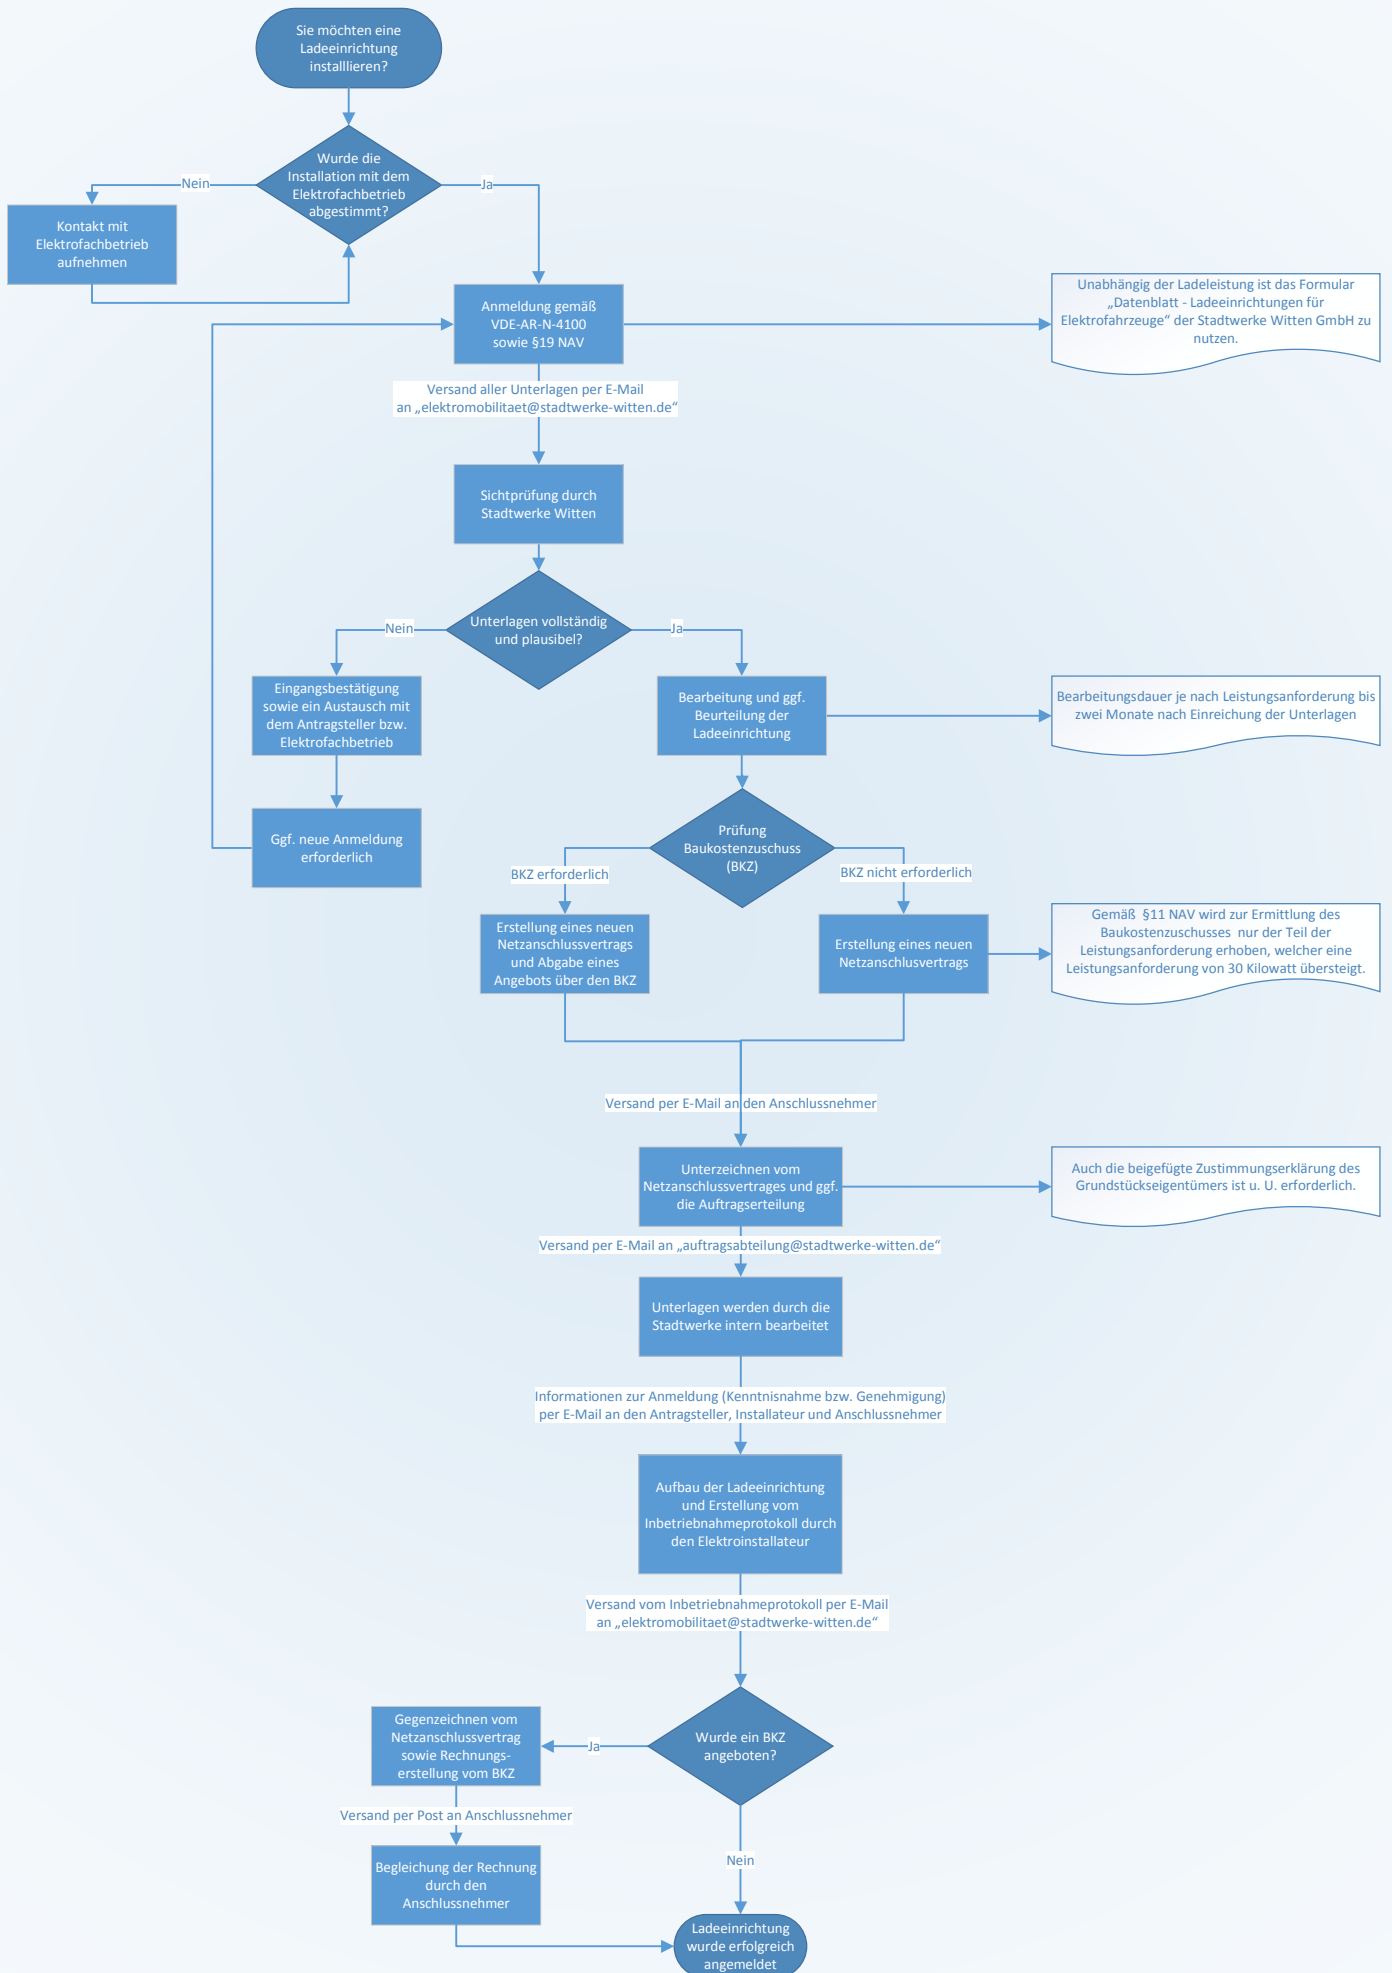 Sie möchten eine
Ladeeinrichtung
installlieren?
Wurde die
Installation mit dem
Elektrofachbetrieb
abgestimmt?
Nein
Ja
Kontakt mit
Elektrofachbetrieb
aufnehmen
Anmeldung gemäß
VDE-AR-N-4100
sowie §19 NAV
Unabhängig der Ladeleistung ist das Formular
„Datenblatt - Ladeeinrichtungen für
Elektrofahrzeuge“ der Stadtwerke Witten GmbH zu
nutzen.
Versand aller Unterlagen per E-Mail
an „elektromobilitaet@stadtwerke-witten.de“
Sichtprüfung durch
Stadtwerke Witten
Unterlagen vollständig
und plausibel?
Nein
Ja
Eingangsbestätigung
sowie ein Austausch mit
dem Antragsteller bzw.
Elektrofachbetrieb
Bearbeitung und ggf.
Beurteilung der
Ladeeinrichtung
Bearbeitungsdauer je nach Leistungsanforderung bis
zwei Monate nach Einreichung der Unterlagen
Ggf. neue Anmeldung
erforderlich
Prüfung
Baukostenzuschuss
(BKZ)
BKZ erforderlich
BKZ nicht erforderlich
Erstellung eines neuen
Netzanschlussvertrags
und Abgabe eines
Angebots über den BKZ
Erstellung eines neuen
Netzanschlusvertrags
Gemäß §11 NAV wird zur Ermittlung des
Baukostenzuschusses nur der Teil der
Leistungsanforderung erhoben, welcher eine
Leistungsanforderung von 30 Kilowatt übersteigt.
Versand per E-Mail an den Anschlussnehmer
Unterzeichnen vom
Netzanschlussvertrages und ggf.
die Auftragserteilung
Auch die beigefügte Zustimmungserklärung des
Grundstückseigentümers ist u. U. erforderlich.
Versand per E-Mail an „auftragsabteilung@stadtwerke-witten.de“
Unterlagen werden durch die
Stadtwerke intern bearbeitet
Informationen zur Anmeldung (Kenntnisnahme bzw. Genehmigung)
per E-Mail an den Antragsteller, Installateur und Anschlussnehmer
Aufbau der Ladeeinrichtung
und Erstellung vom
Inbetriebnahmeprotokoll durch
den Elektroinstallateur
Versand vom Inbetriebnahmeprotokoll per E-Mail
an „elektromobilitaet@stadtwerke-witten.de“
Wurde ein BKZ
angeboten?
Ja
Gegenzeichnen vom
Netzanschlussvertrag
sowie Rechnungs-
erstellung vom BKZ
Versand per Post an Anschlussnehmer
Begleichung der Rechnung
durch den
Anschlussnehmer
Nein
Ladeeinrichtung
wurde erfolgreich
angemeldet